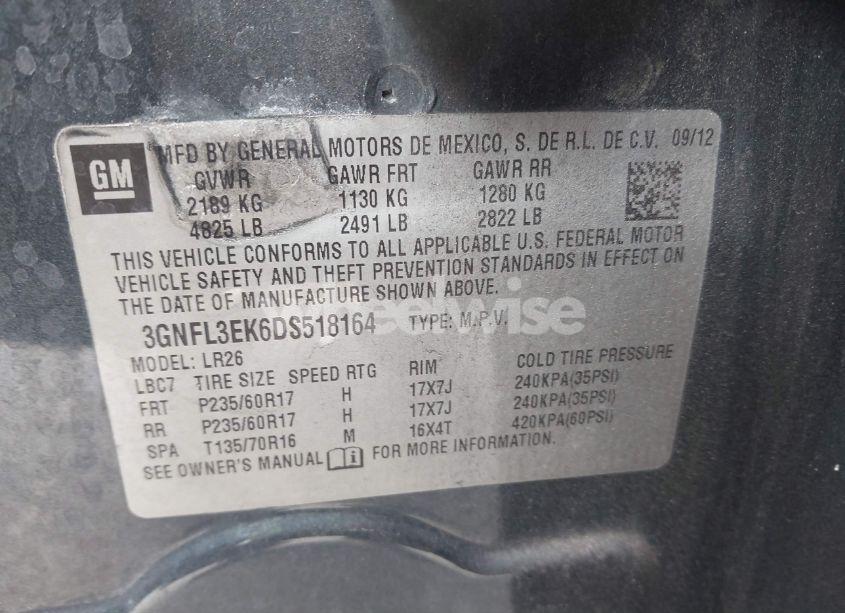 GM
MFD BY GENERAL MOTORS DE MEXICO, S. DE R.L. DE C.V. 09/12
GVWR GAWR FRT GAWR RR
2189 KG 1130 KG 1280 KG
4825 LB 2491 LB 2822 LB
THIS VEHICLE CONFORMS TO ALL APPLICABLE U.S. FEDERAL MOTOR
VEHICLE SAFETY AND THEFT PREVENTION STANDARDS IN EFFECT ON
THE DATE OF MANUFACTURE SHOWN ABOVE.
3GNFL3EK6DS518164 TYPE: M.P.V.
MODEL: LR26
LBC7 TIRE SIZE SPEED RTG RIM COLD TIRE PRESSURE
FRT P235/60R17 H 17X7J 240KPA(35PSI)
RR P235/60R17 H 17X7J 240KPA(35PSI)
SPA T135/70R16 M 16X4T 420KPA(60PSI)
SEE OWNER'S MANUAL FOR MORE INFORMATION.